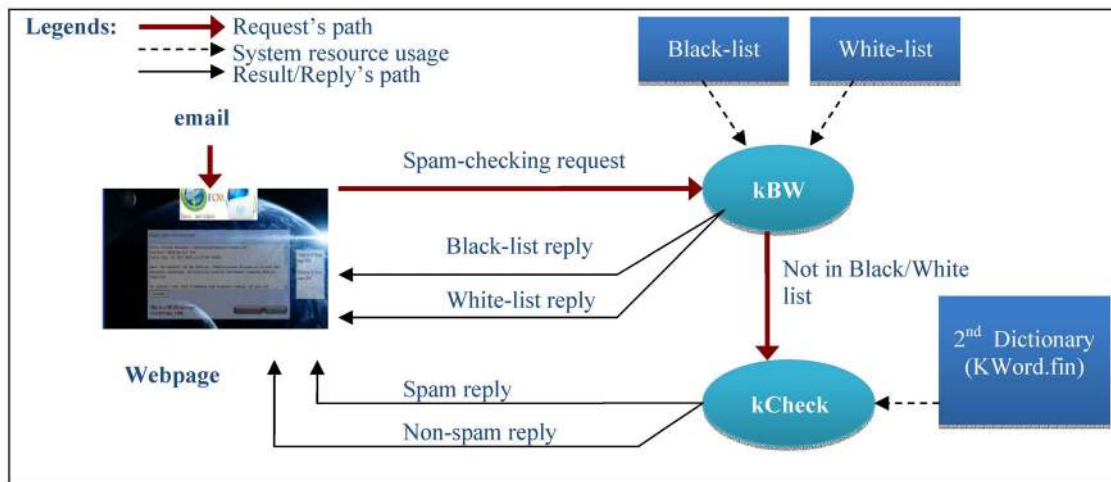 Legends:
Request's path
System resource usage
Result/Reply's path
Black-list
White-list
email
Spam-checking request
kBW
Black-list reply
White-list reply
Not in Black/White
list
2nd Dictionary
(KWord.fin)
Webpage
Spam reply
Non-spam reply
kCheck